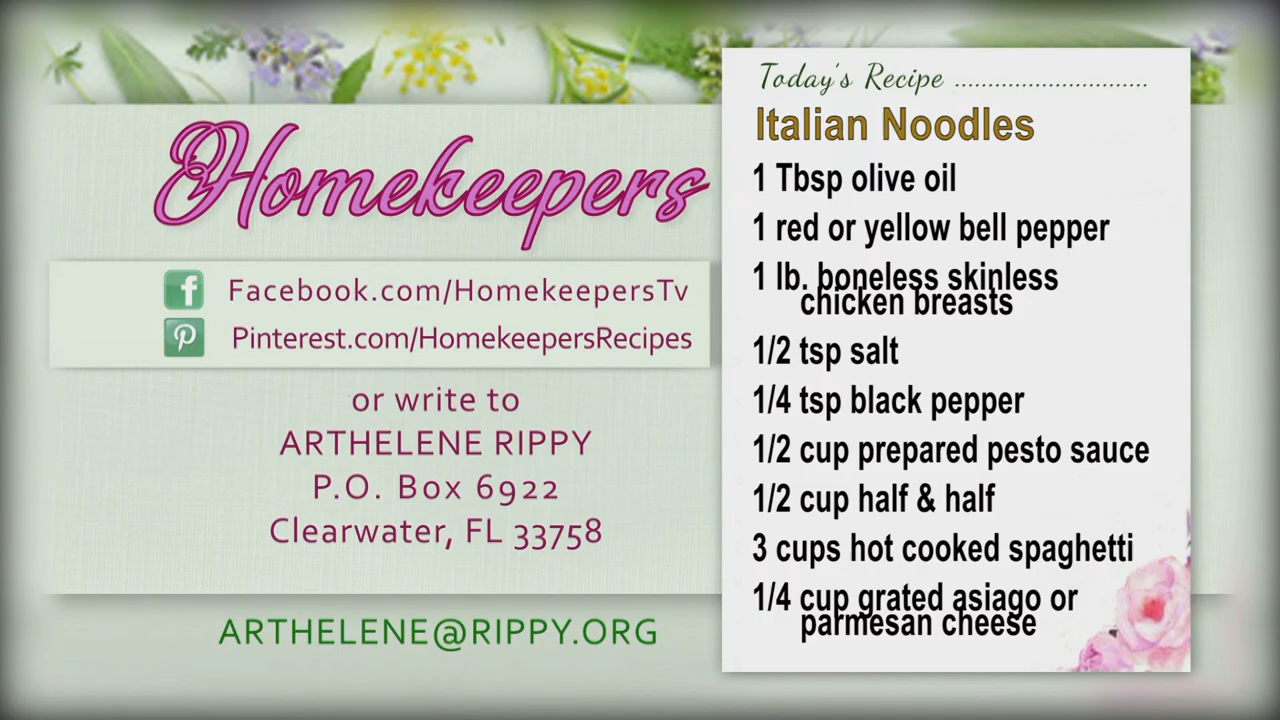 Homekeepers
Facebook.com/HomekeepersTv
Pinterest.com/HomekeepersRecipes
or write to
ARTHELENE RIPPY
P.O. Box 6922
Clearwater, FL 33758
ARTHELENE@RIPPY.ORG
Today's Recipe .............................
Italian Noodles
1 Tbsp olive oil
1 red or yellow bell pepper
1 lb. boneless skinless
chicken breasts
1/2 tsp salt
1/4 tsp black pepper
1/2 cup prepared pesto sauce
1/2 cup half & half
3 cups hot cooked spaghetti
1/4 cup grated asiago or
parmesan cheese